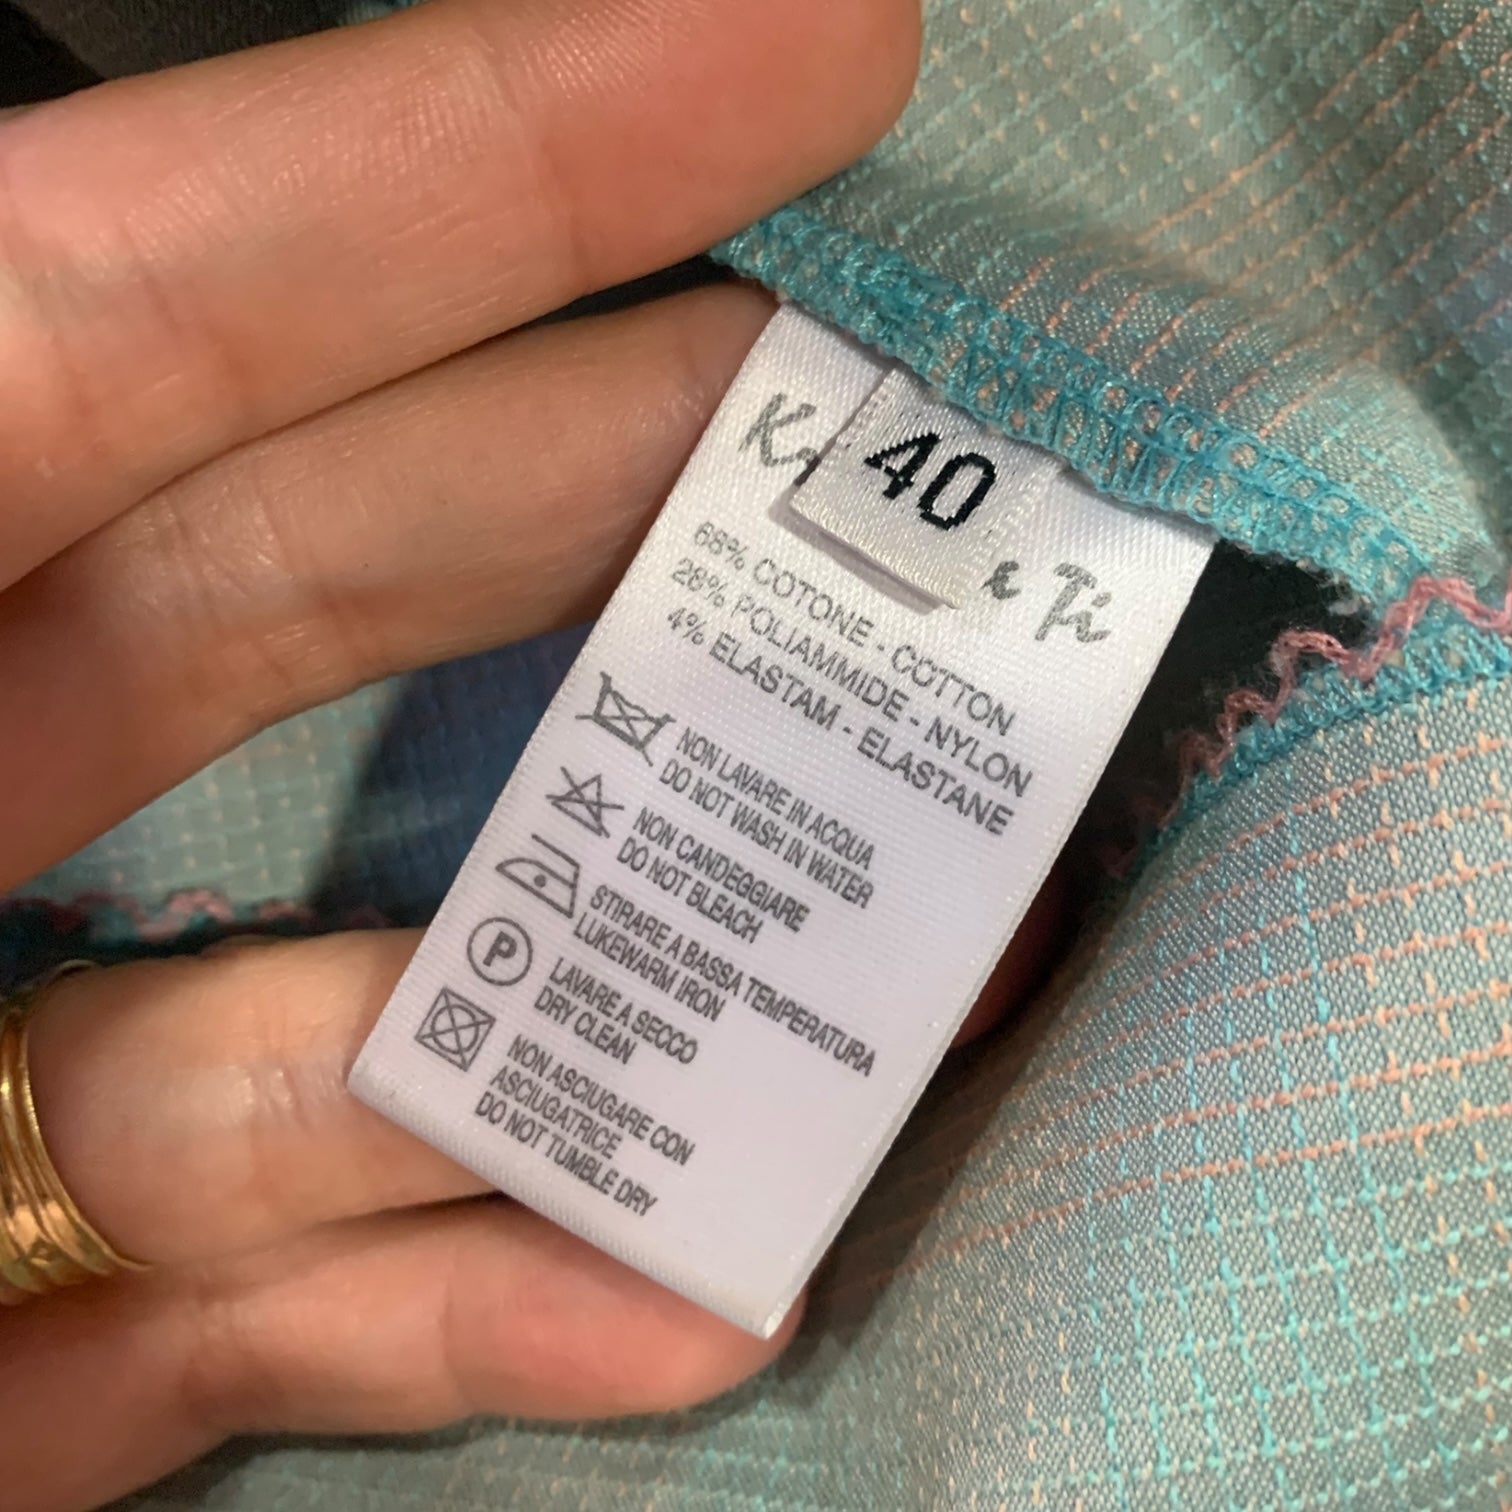 40
Ti
68% COTONE - COTTON
28% POLIAMMIDE - NYLON
4% ELASTAM - ELASTANE
NON LAVARE IN ACQUA
DO NOT WASH IN WATER
NON CANDEGGIARE
DO NOT BLEACH
STIRARE A BASSA TEMPERATURA
LUKEWARM IRON
P
LAVARE A SECCO
DRY CLEAN
NON ASCIUGARE CON
ASCIUGATRICE
DO NOT TUMBLE DRY